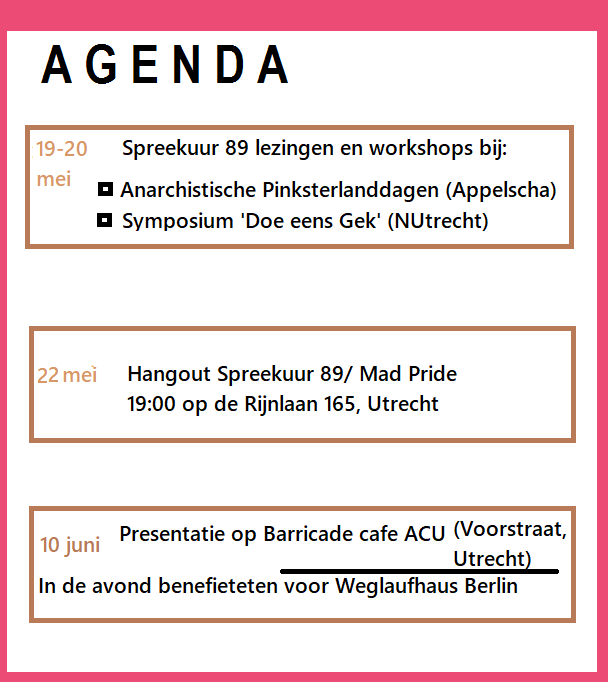 AGENDA
19-20 Spreekuur 89 lezingen en workshops bij:
mei
Anarchistische Pinksterlanddagen (Appelscha)
Symposium 'Doe eens Gek' (NUtrecht)
22 mei Hangout Spreekuur 89/ Mad Pride
19:00 op de Rijnlaan 165, Utrecht
10 juni Presentatie op Barricade cafe ACU (Voorstraat,
Utrecht)
In de avond benefieteten voor Weglaufhaus Berlin